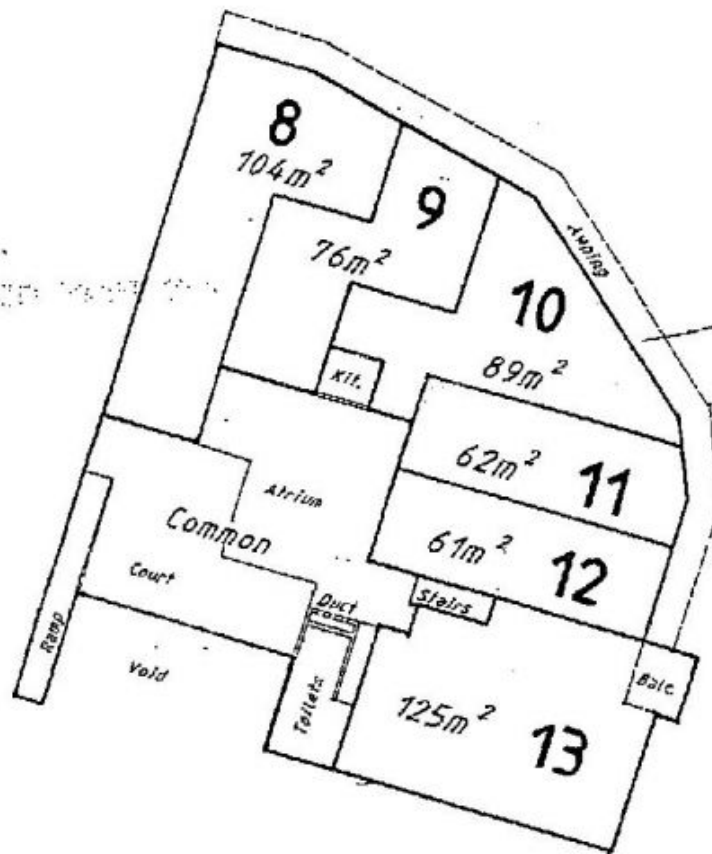 8
104m²
9
76m²
Awning
10
89m²
Kit.
62m²
11
Atrium
Common
61m²
12
Court
Stairs
Duct
Ramp
Void
Toilets
Balc.
125m²
13